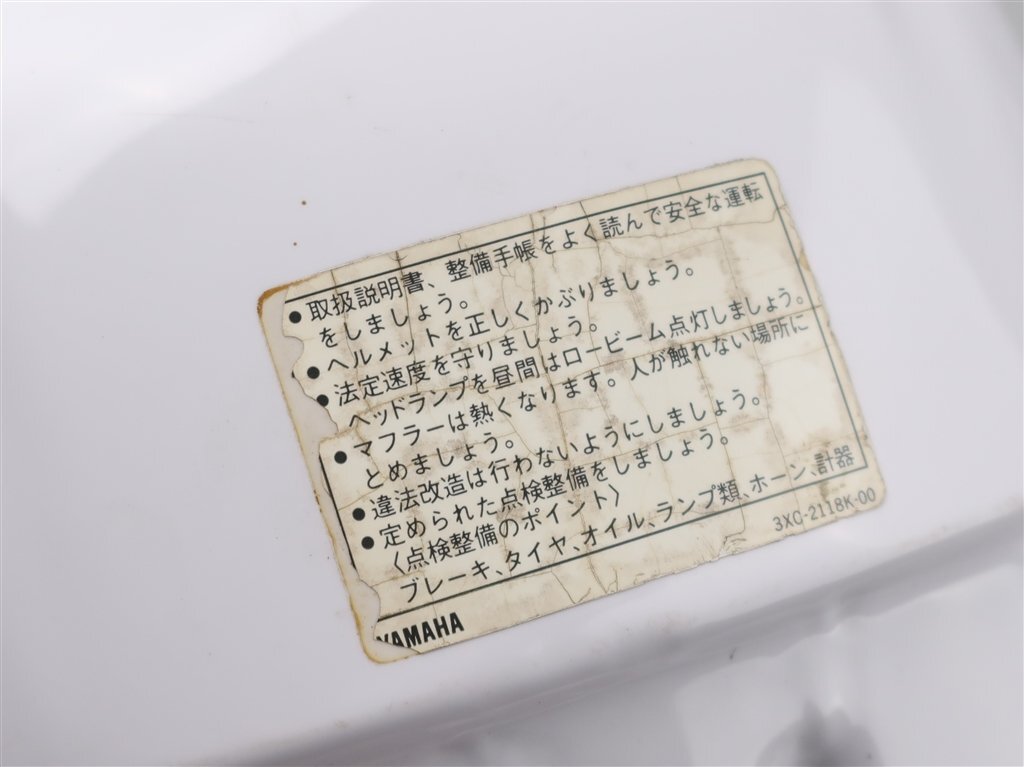 ●取扱説明書、整備手帳をよく読んで安全な運転
をしましょう。
●ヘルメットを正しくかぶりましょう。
●法定速度を守りましょう。
ヘッドランプを昼間はロービーム点灯しましょう。
●マフラーは熱くなります。人が触れない場所に
とめましょう。
●違法改造は行わないようにしましょう。
●定められた点検整備をしましょう。
〈点検整備のポイント〉
ブレーキ、タイヤ、オイル、ランプ類、ホーン、計器
3XC-2118K-00
YAMAHA